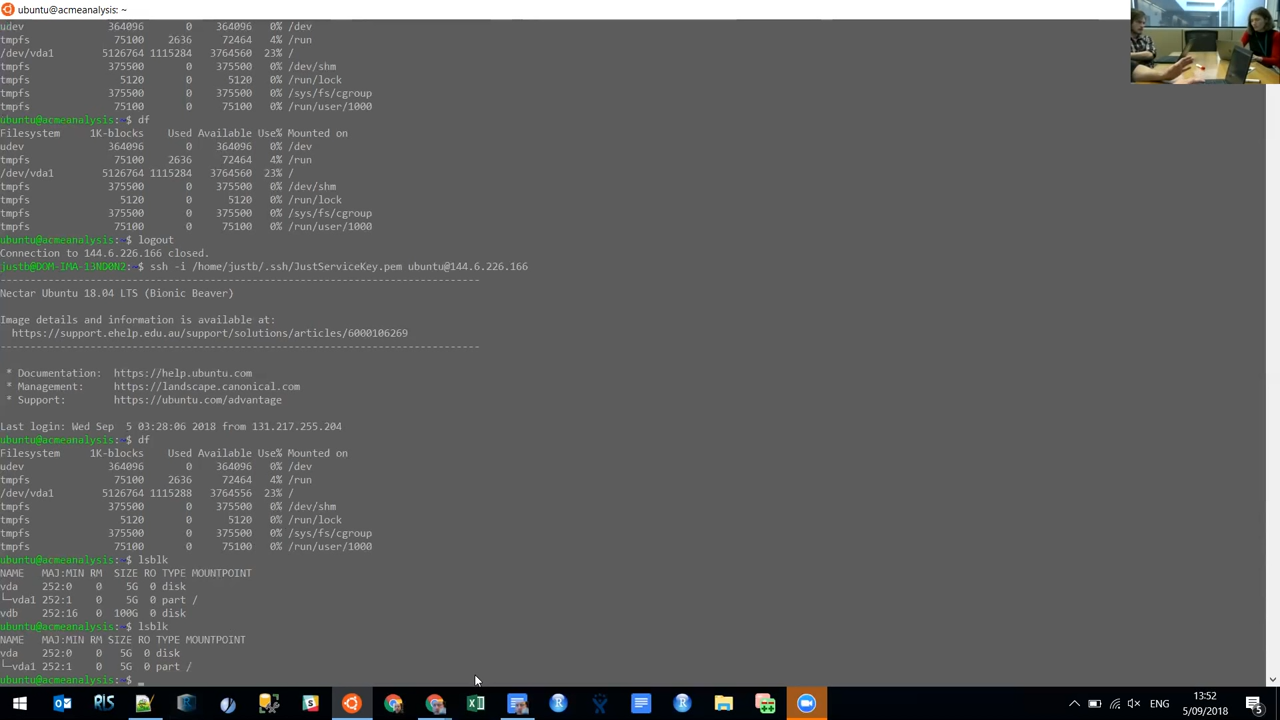 ubuntu@acmeanalysis: ~
udev              364096       0    364096   0% /dev
tmpfs              75100    2636     72464   4% /run
/dev/vda1        5126764 1115284   3764560  23% /
tmpfs             375500       0    375500   0% /dev/shm
tmpfs               5120       0      5120   0% /run/lock
tmpfs             375500       0    375500   0% /sys/fs/cgroup
tmpfs              75100       0     75100   0% /run/user/1000
ubuntu@acmeanalysis:~$ df
Filesystem     1K-blocks    Used Available Use% Mounted on
udev              364096       0    364096   0% /dev
tmpfs              75100    2636     72464   4% /run
/dev/vda1        5126764 1115284   3764560  23% /
tmpfs             375500       0    375500   0% /dev/shm
tmpfs               5120       0      5120   0% /run/lock
tmpfs             375500       0    375500   0% /sys/fs/cgroup
tmpfs              75100       0     75100   0% /run/user/1000
ubuntu@acmeanalysis:~$ logout
Connection to 144.6.226.166 closed.
justb@DOM-IMA-13ND0N2:~$ ssh -i /home/justb/.ssh/JustServiceKey.pem ubuntu@144.6.226.166
--------------------------------------------------------------------------------
Nectar Ubuntu 18.04 LTS (Bionic Beaver)
Image details and information is available at:
  https://support.ehelp.edu.au/support/solutions/articles/6000106269
--------------------------------------------------------------------------------
 * Documentation:  https://help.ubuntu.com
 * Management:     https://landscape.canonical.com
 * Support:        https://ubuntu.com/advantage
Last login: Wed Sep  5 03:28:06 2018 from 131.217.255.204
ubuntu@acmeanalysis:~$ df
Filesystem     1K-blocks    Used Available Use% Mounted on
udev              364096       0    364096   0% /dev
tmpfs              75100    2636     72464   4% /run
/dev/vda1        5126764 1115288   3764556  23% /
tmpfs             375500       0    375500   0% /dev/shm
tmpfs               5120       0      5120   0% /run/lock
tmpfs             375500       0    375500   0% /sys/fs/cgroup
tmpfs              75100       0     75100   0% /run/user/1000
ubuntu@acmeanalysis:~$ lsblk
NAME   MAJ:MIN RM  SIZE RO TYPE MOUNTPOINT
vda    252:0    0    5G  0 disk
└─vda1 252:1    0    5G  0 part /
vdb    252:16   0  100G  0 disk
ubuntu@acmeanalysis:~$ lsblk
NAME   MAJ:MIN RM SIZE RO TYPE MOUNTPOINT
vda    252:0    0   5G  0 disk
└─vda1 252:1    0   5G  0 part /
ubuntu@acmeanalysis:~$ _
ENG
13:52
5/09/2018
5